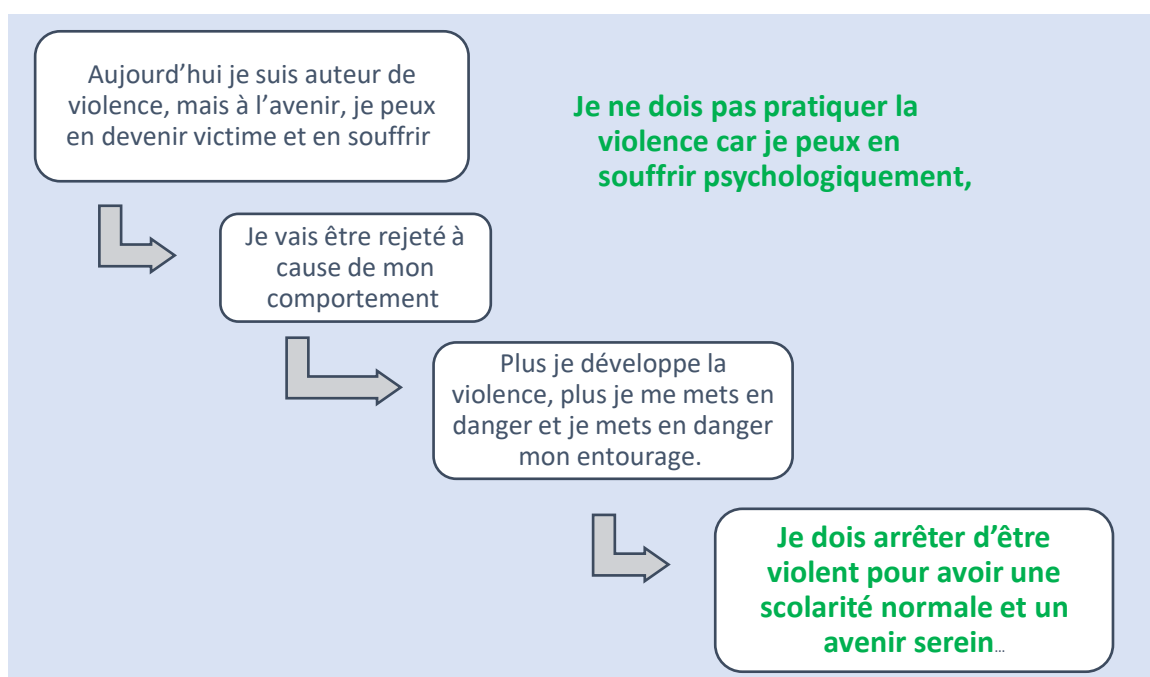 Aujourd’hui je suis auteur de
violence, mais à l’avenir, je peux
en devenir victime et en souffrir
Je ne dois pas pratiquer la
violence car je peux en
souffrir psychologiquement,
Je vais être rejeté à
cause de mon
comportement
Plus je développe la
violence, plus je me mets en
danger et je mets en danger
mon entourage.
Je dois arrêter d’être
violent pour avoir une
scolarité normale et un
avenir serein...